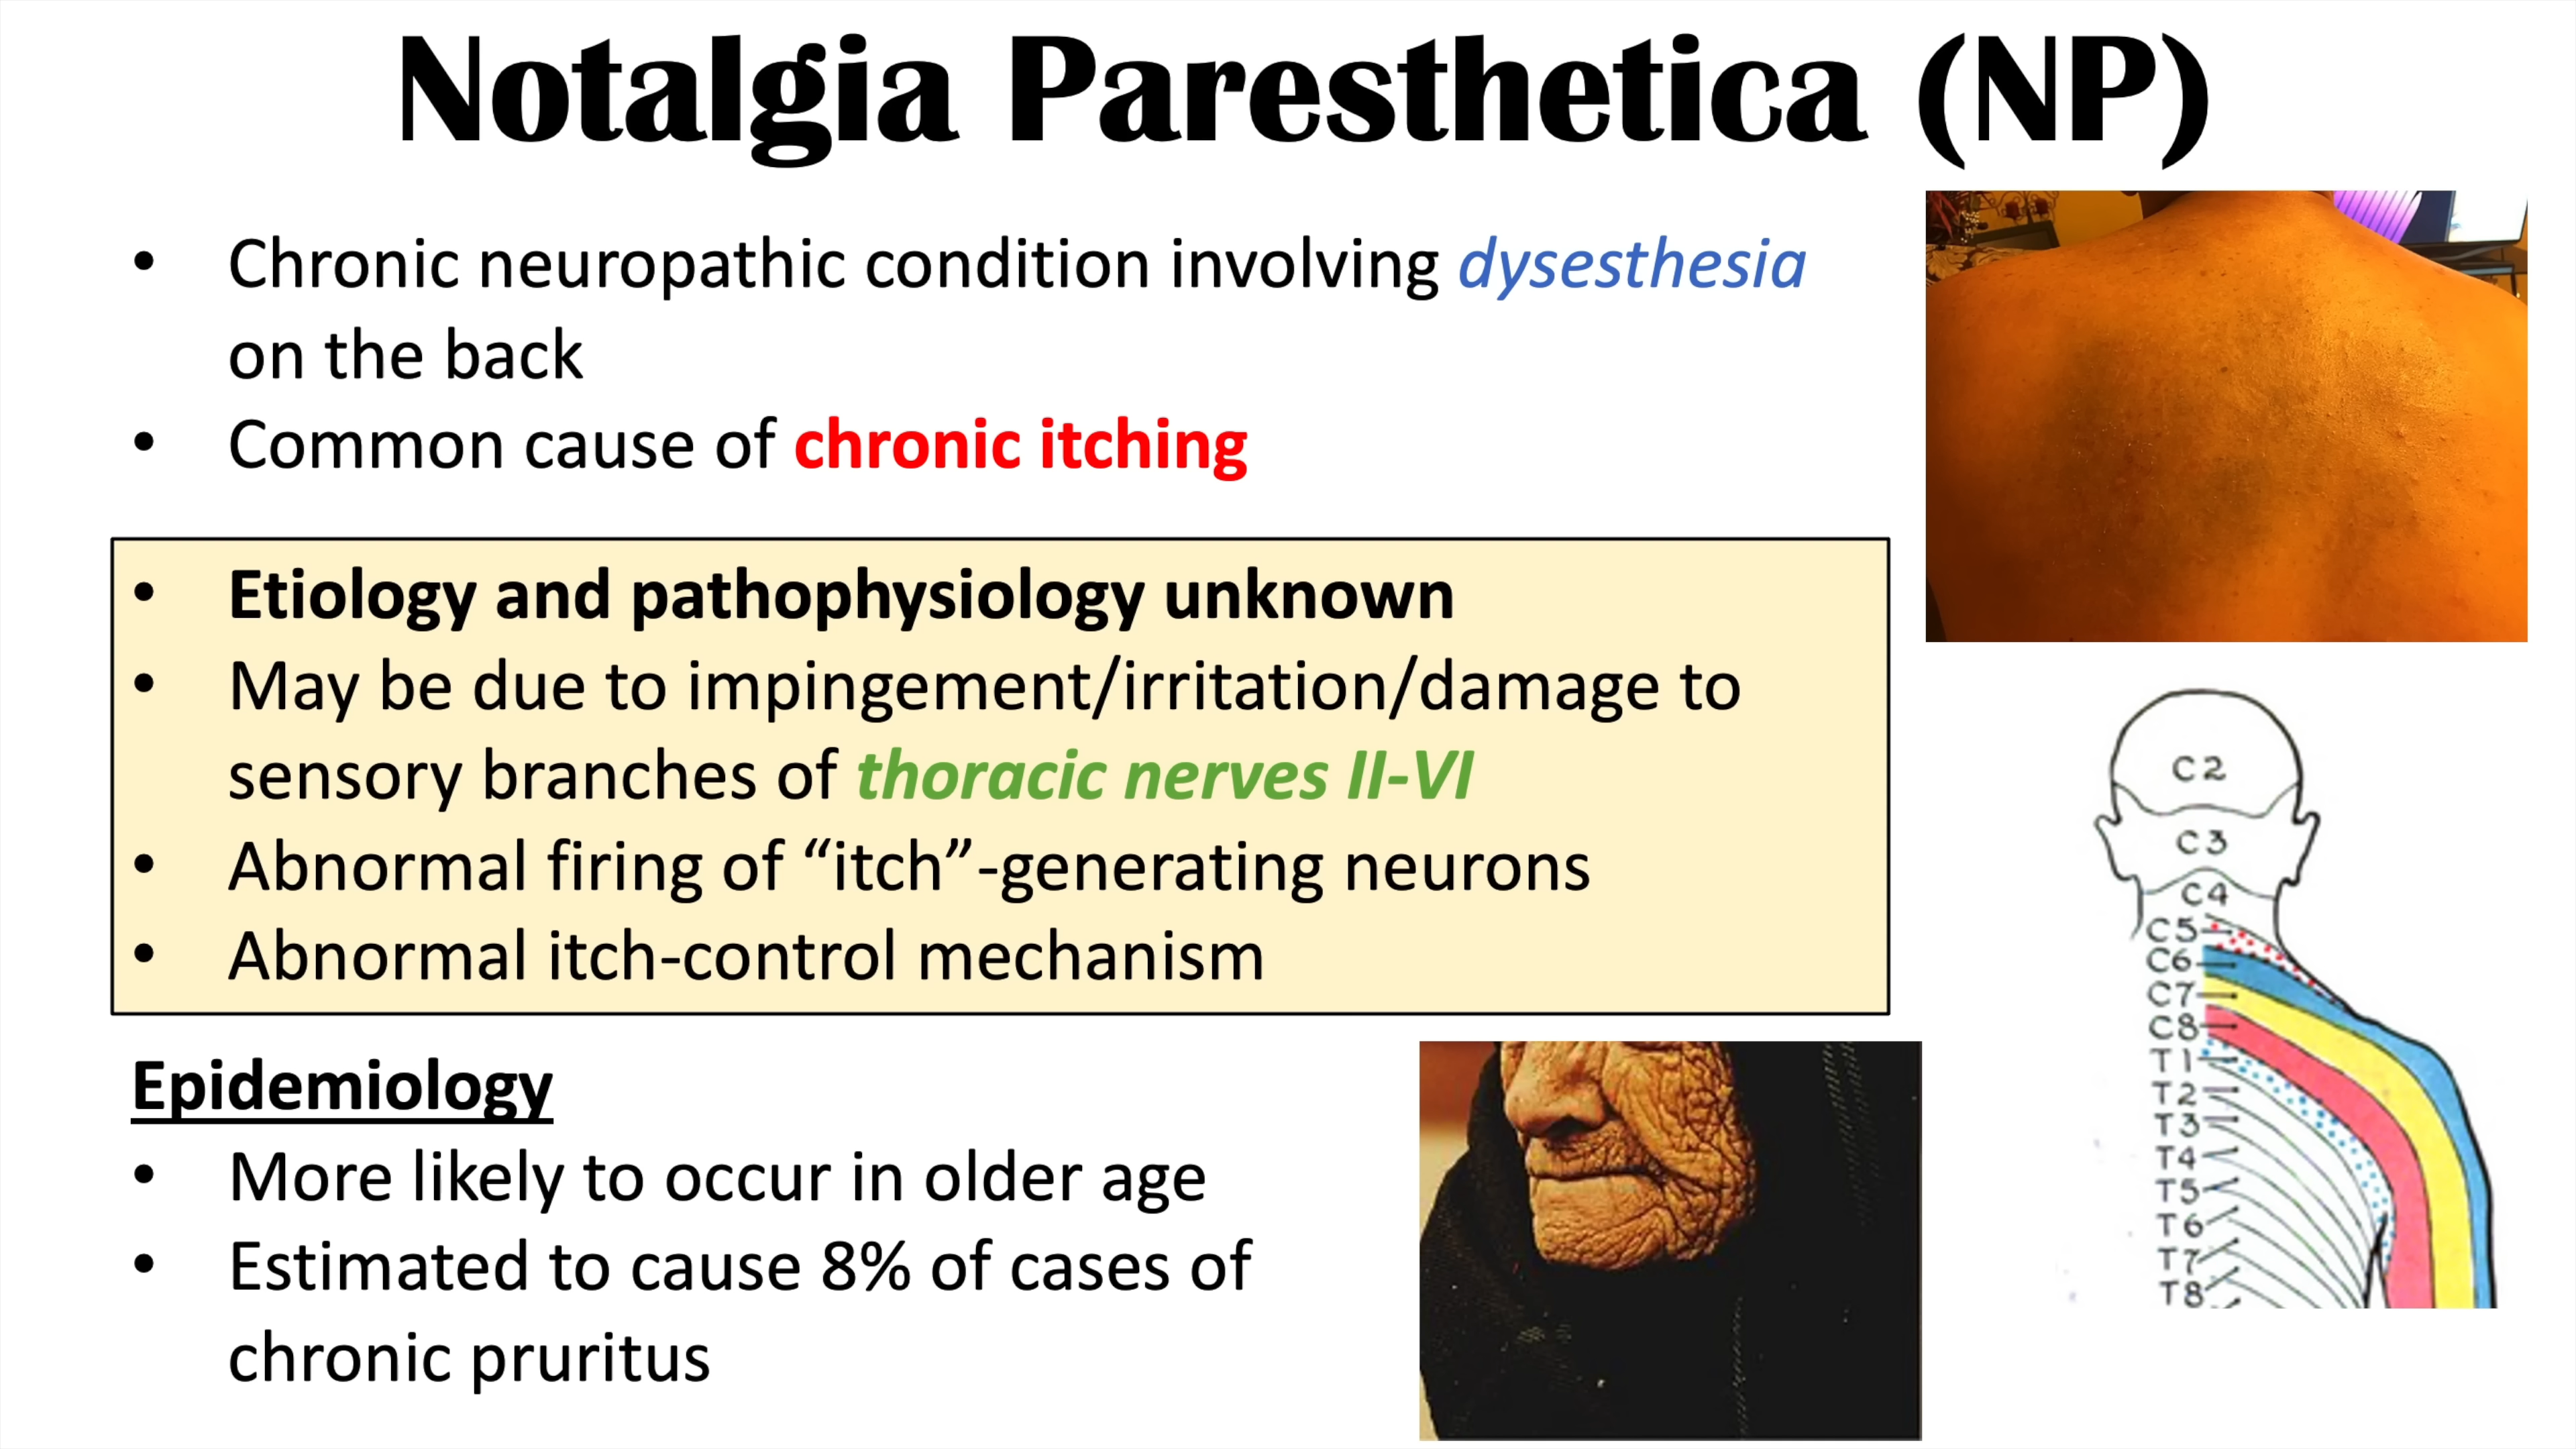 Notalgia Paresthetica (NP)
• Chronic neuropathic condition involving dysesthesia
on the back
• Common cause of chronic itching
• Etiology and pathophysiology unknown
• May be due to impingement/irritation/damage to
sensory branches of thoracic nerves II-VI
• Abnormal firing of “itch”-generating neurons
• Abnormal itch-control mechanism
Epidemiology
• More likely to occur in older age
• Estimated to cause 8% of cases of
chronic pruritus
C2
C3
C4
C5
C6
C7
C8
T1
T2
T3
T4
T5
T6
T7
T8